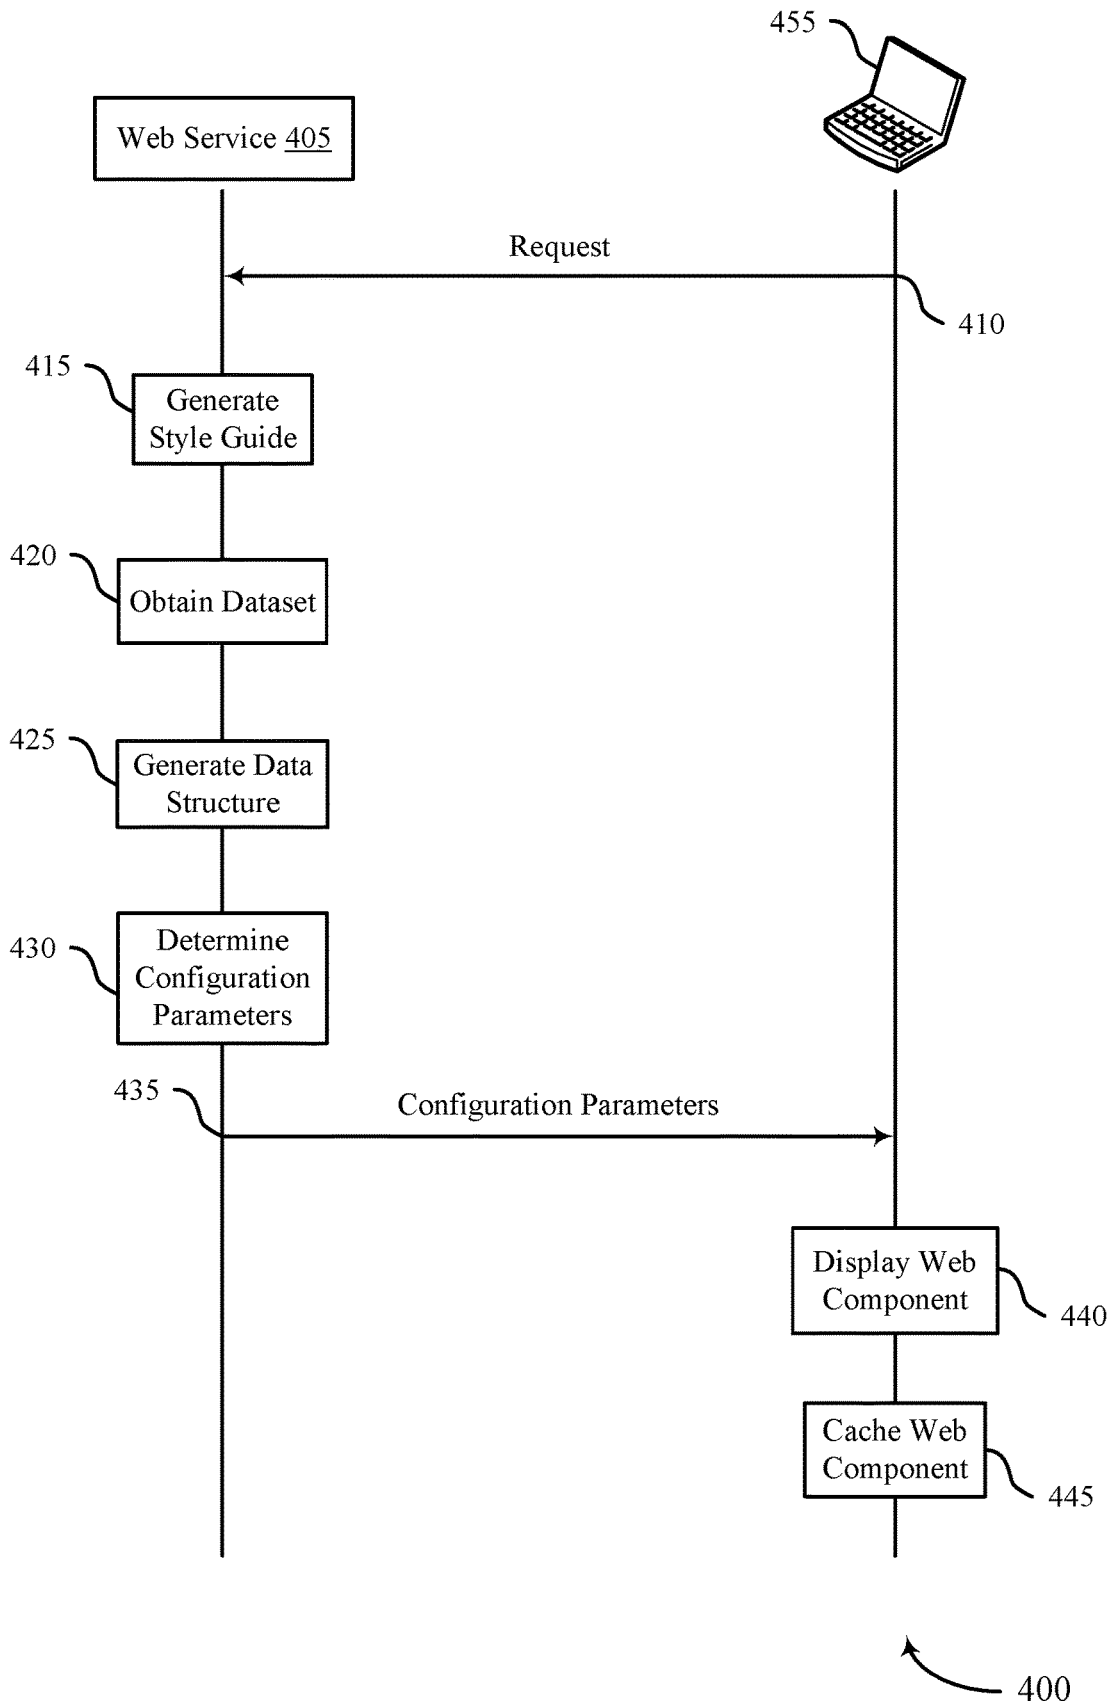 455
Web Service 405
Request
410
415
Generate
Style Guide
420
Obtain Dataset
425
Generate Data
Structure
430
Determine
Configuration
Parameters
435
Configuration Parameters
Display Web
Component
440
Cache Web
Component
445
400